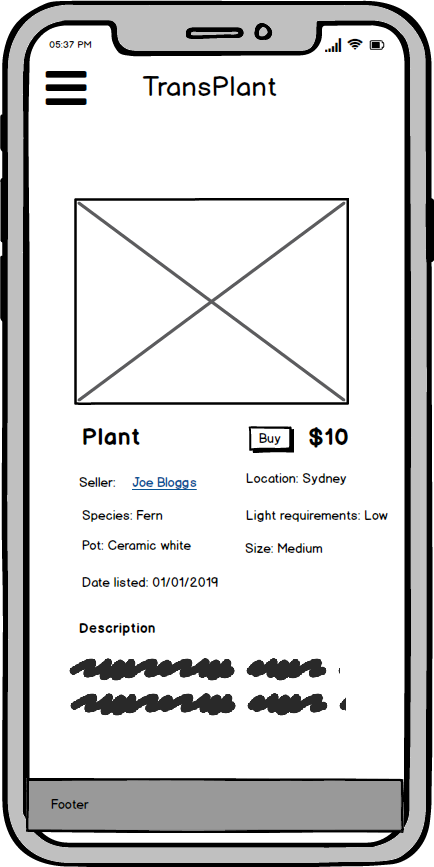 05:37 PM
TransPlant
Plant
Buy
$10
Seller: Joe Bloggs
Location: Sydney
Species: Fern
Light requirements: Low
Pot: Ceramic white
Size: Medium
Date listed: 01/01/2019
Description
Footer